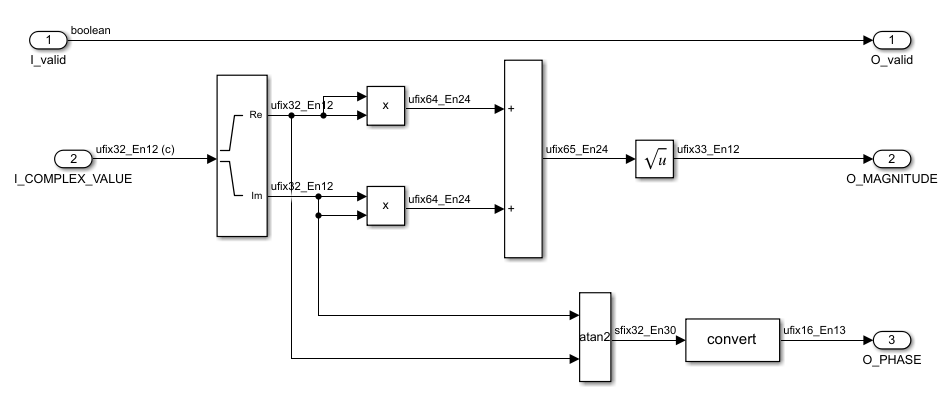 1
boolean
I_valid
1
O_valid
2
ufix32_En12 (c)
I_COMPLEX_VALUE
Re
Im
ufix32_En12
x
ufix64_En24
ufix32_En12
x
ufix64_En24
+
+
ufix65_En24
√u
ufix33_En12
2
O_MAGNITUDE
atan2
sfix32_En30
convert
ufix16_En13
3
O_PHASE